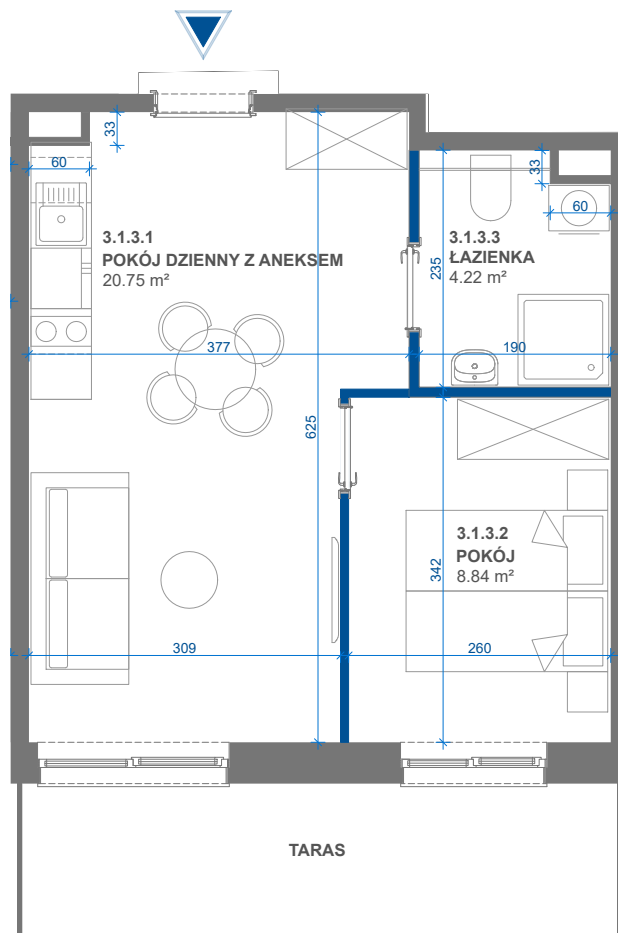 33
60
3.1.3.1
POKÓJ DZIENNY Z ANEKSEM
20.75 m²
377
625
33
60
3.1.3.3
ŁAZIENKA
4.22 m²
235
190
3.1.3.2
POKÓJ
8.84 m²
342
309
260
TARAS